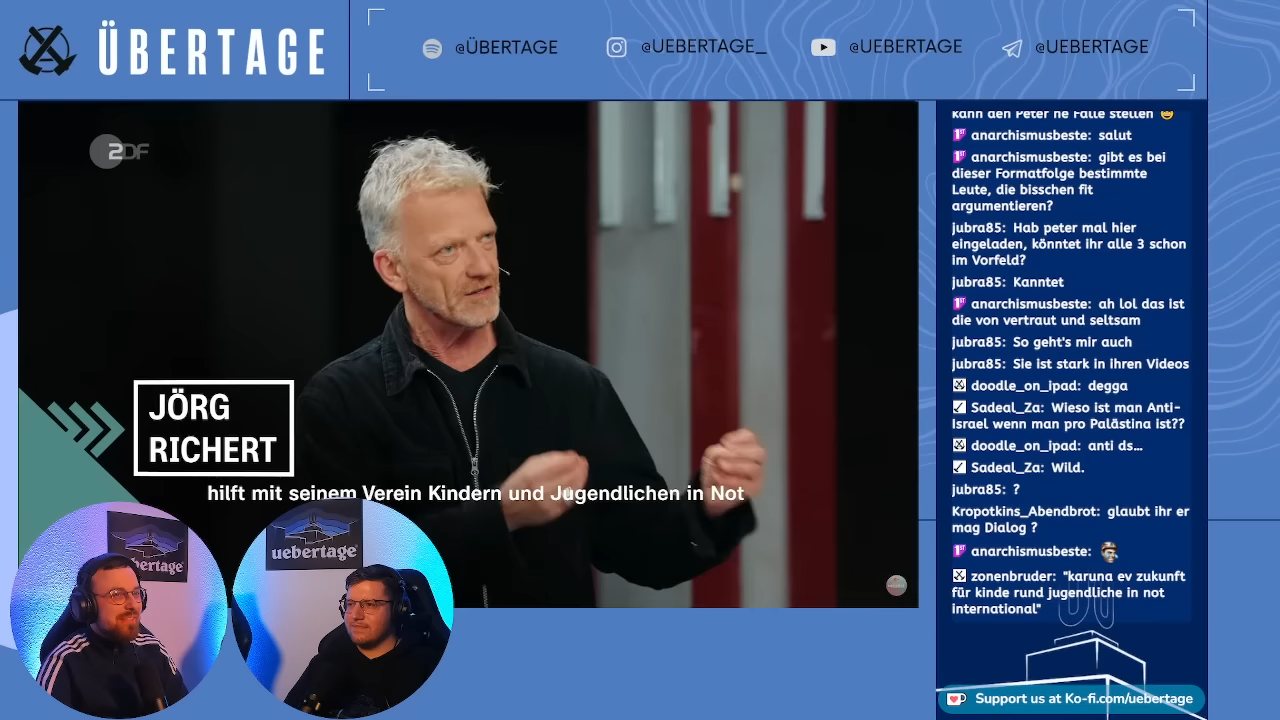 ÜBERTAGE
@ÜBERTAGE
@UEBERTAGE_
@UEBERTAGE
@UEBERTAGE
2DF
JÖRG
RICHERT
hilft mit seinem Verein Kindern und Jugendlichen in Not
uebertage
uebertage
kann den Peter ne Falle stellen
anarchismusbeste: salut
anarchismusbeste: gibt es bei
dieser Formatfolge bestimmte
Leute, die bisschen fit
argumentieren?
jubra85: Hab peter mal hier
eingeladen, könntet ihr alle 3 schon
im Vorfeld?
jubra85: Kanntet
anarchismusbeste: ah lol das ist
die von vertraut und seltsam
jubra85: So geht's mir auch
jubra85: Sie ist stark in ihren Videos
doodle_on_ipad: degga
Sadeal_Za: Wieso ist man Anti-
Israel wenn man pro Palästina ist??
doodle_on_ipad: anti ds...
Sadeal_Za: Wild.
jubra85: ?
Kropotkins_Abendbrot: glaubt ihr er
mag Dialog ?
anarchismusbeste:
zonenbruder: "karuna ev zukunft
für kinde rund jugendliche in not
international"
Support us at Ko-fi.com/uebertage